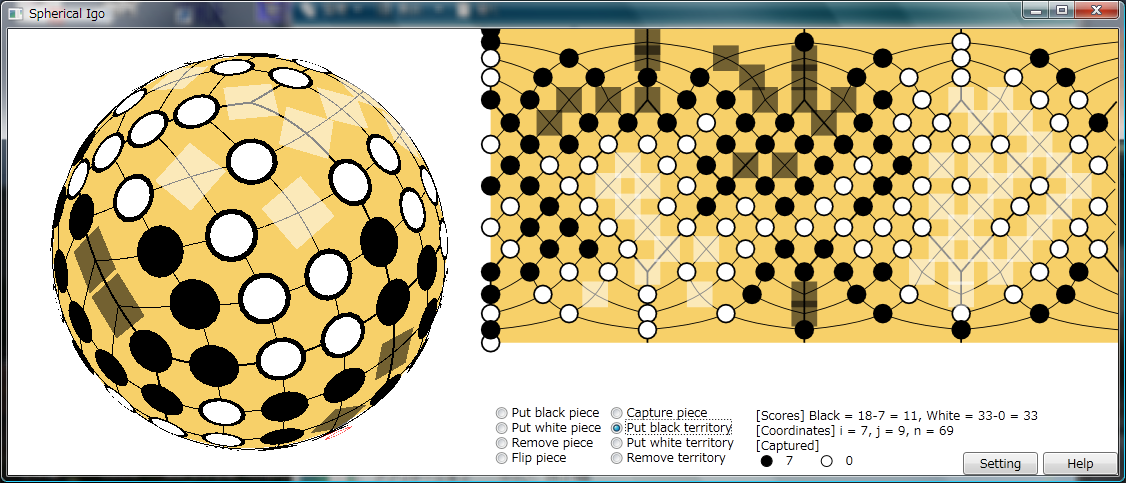 Spherical Igo
Put black piece
Capture piece
Put white piece
Put black territory
Remove piece
Put white territory
Flip piece
Remove territory
[Scores] Black = 18-7 = 11, White = 33-0 = 33
[Coordinates] i = 7, j = 9, n = 69
[Captured]
7
0
Setting
Help